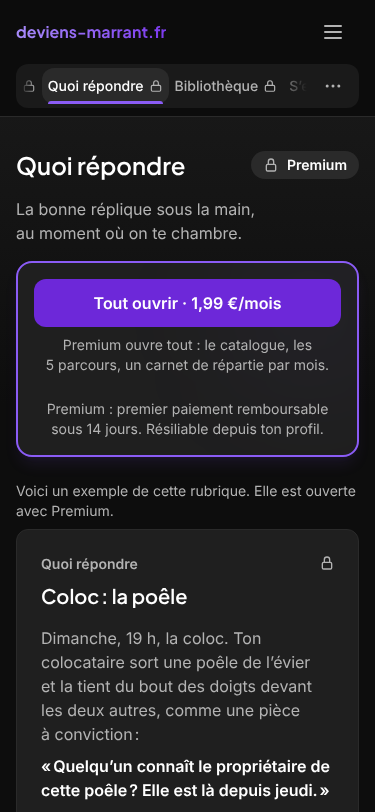 deviens-marrant.fr
Quoi répondre Bibliothèque
Quoi répondre Premium
La bonne réplique sous la main,
au moment où on te chambre.
Tout ouvrir · 1,99 €/mois
Premium ouvre tout : le catalogue, les
5 parcours, un carnet de répartie par mois.
Premium : premier paiement remboursable
sous 14 jours. Résiliable depuis ton profil.
Voici un exemple de cette rubrique. Elle est ouverte
avec Premium.
Quoi répondre
Coloc : la poêle
Dimanche, 19 h, la coloc. Ton
colocataire sort une poêle de l’évier
et la tient du bout des doigts devant
les deux autres, comme une pièce
à conviction :
« Quelqu’un connaît le propriétaire de
cette poêle ? Elle est là depuis jeudi. »